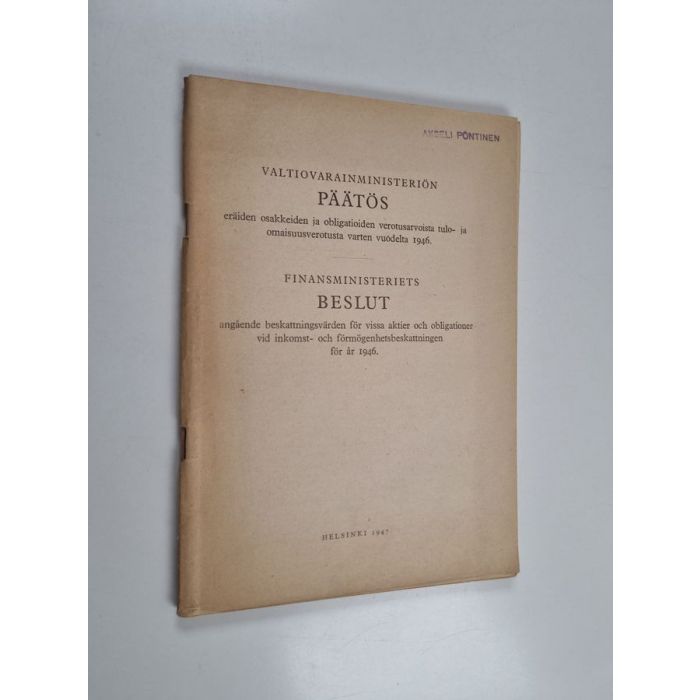 AKSELI PÖNTINEN
VALTIOVARAINMINISTERIÖN
PÄÄTÖS
eräiden osakkeiden ja obligatioiden verotusarvoista tulo- ja
omaisuusverotusta varten vuodelta 1946.
FINANSMINISTERIETS
BESLUT
angående beskattningsvärden för vissa aktier och obligationer
vid inkomst- och förmögenhetsbeskattningen
för år 1946.
HELSINKI 1947